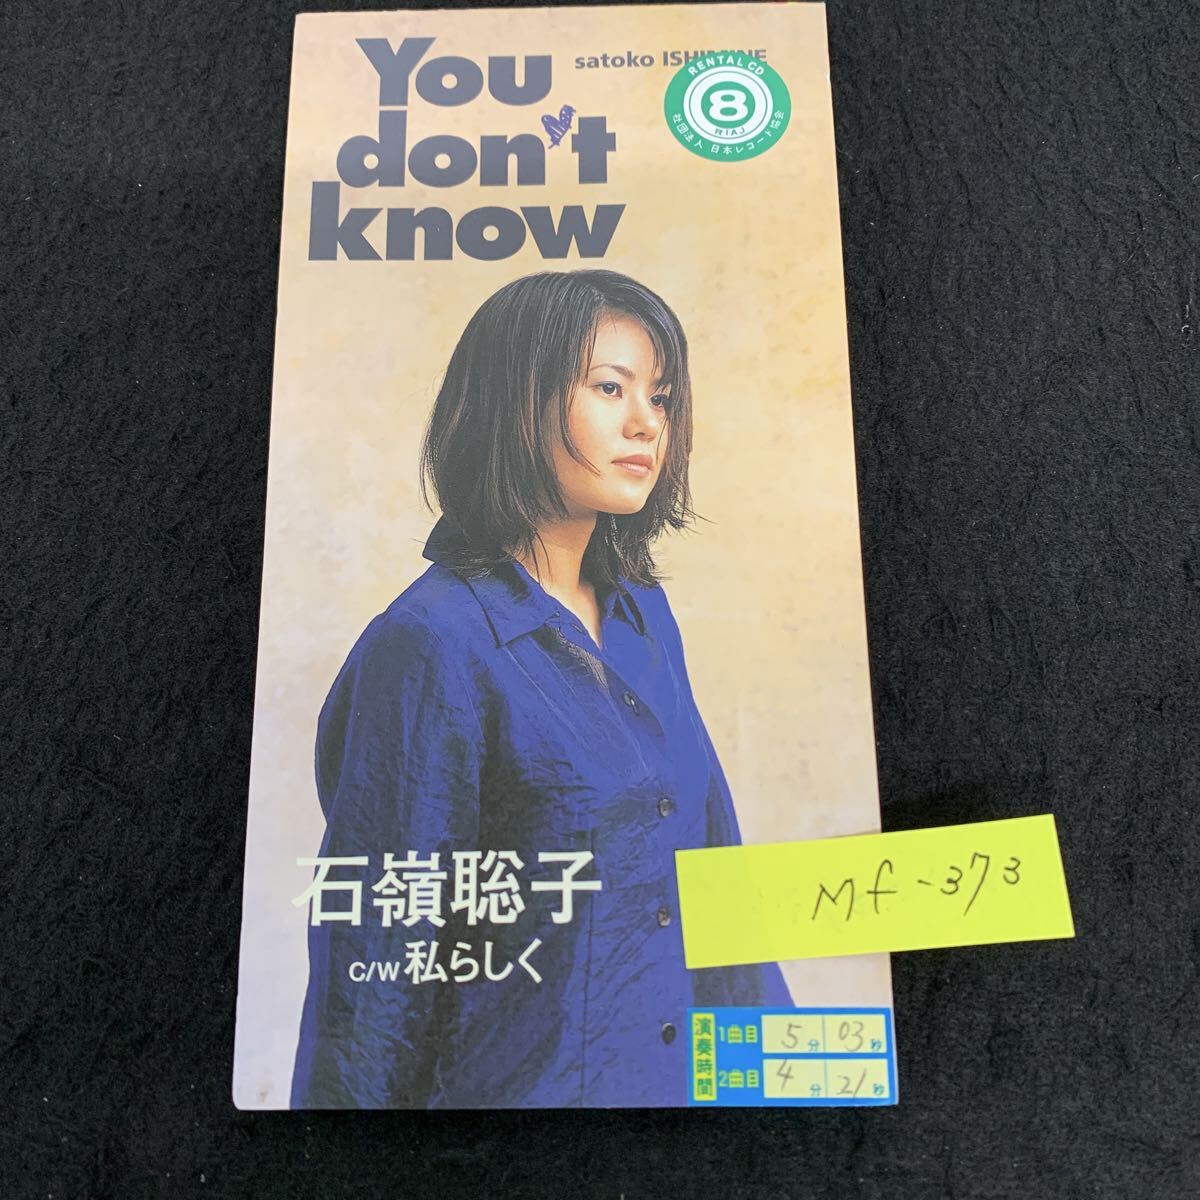 You
don't
know
satoko ISHIMINE
RENTAL CD
8
RIAJ
社団法人 日本レコード協会
石嶺聡子
C/W 私らしく
Mf-373
演奏時間
1曲目 5分 03秒
2曲目 4分 21秒